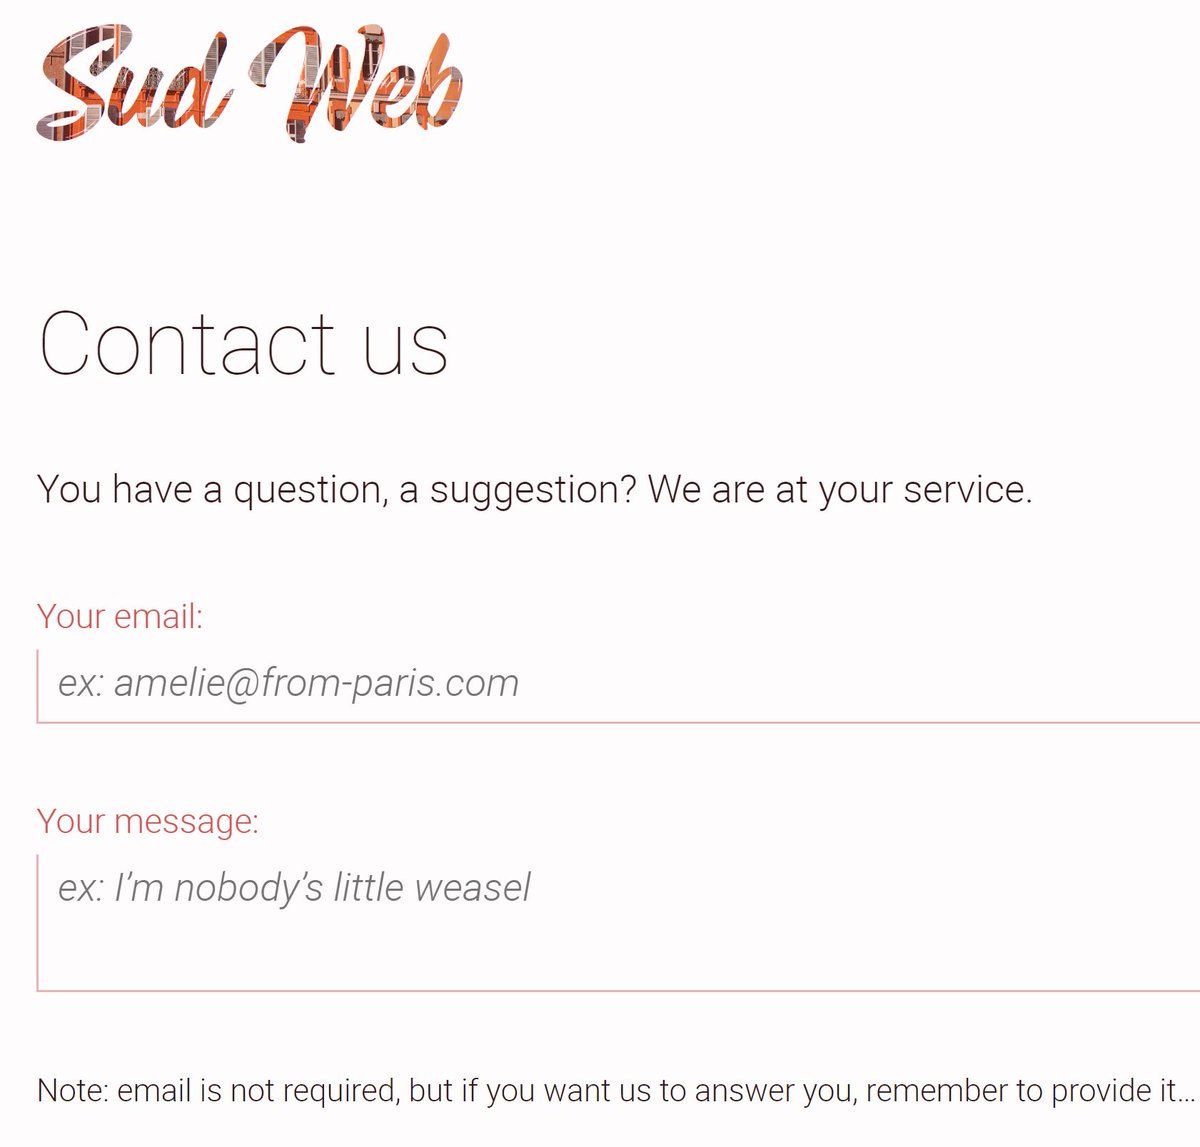 Sud Web
Contact us
You have a question, a suggestion? We are at your service.
Your email:
ex: amelie@from-paris.com
Your message:
ex: I’m nobody’s little weasel
Note: email is not required, but if you want us to answer you, remember to provide it…